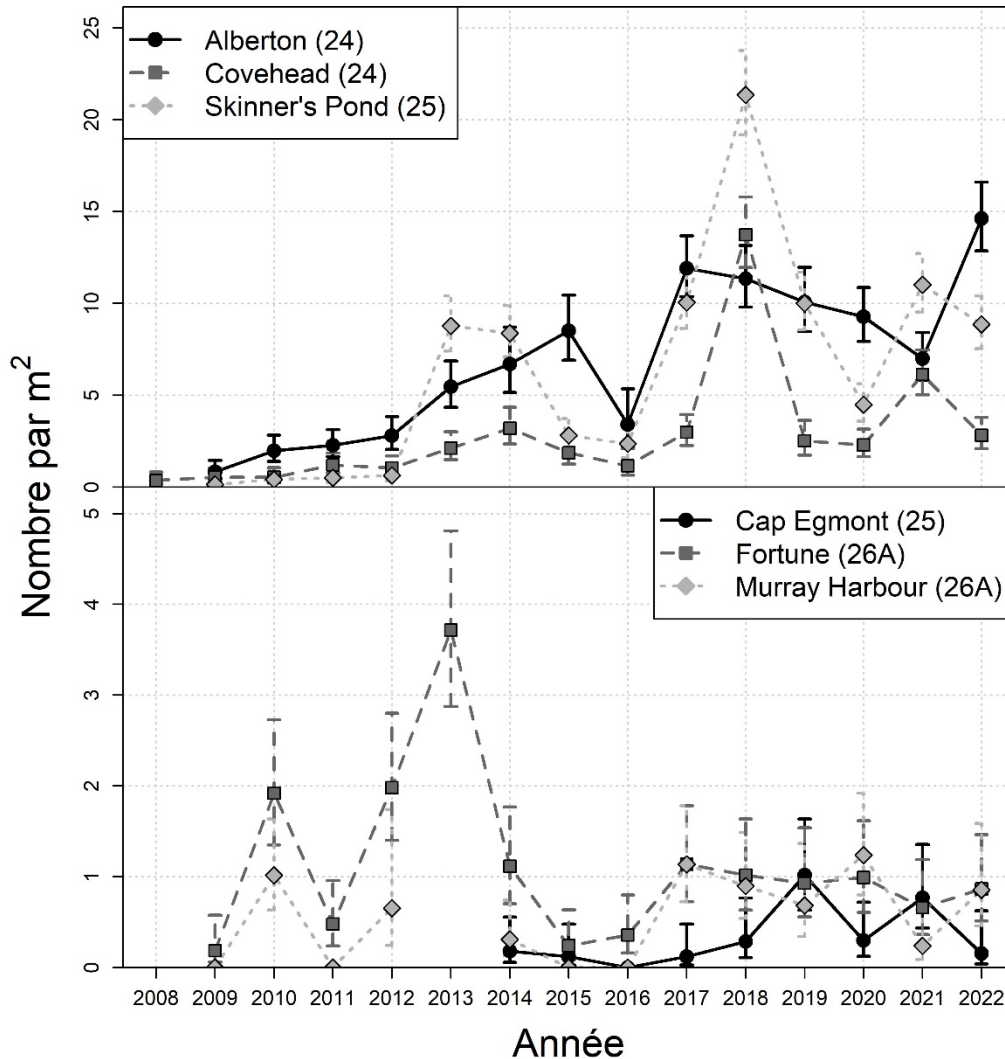 25
20
15
10
5
0
Alberton (24)
Covehead (24)
Skinner's Pond (25)
Nombre par m²
5
4
3
2
1
0
Cap Egmont (25)
Fortune (26A)
Murray Harbour (26A)
2008 2009 2010 2011 2012 2013 2014 2015 2016 2017 2018 2019 2020 2021 2022
Année